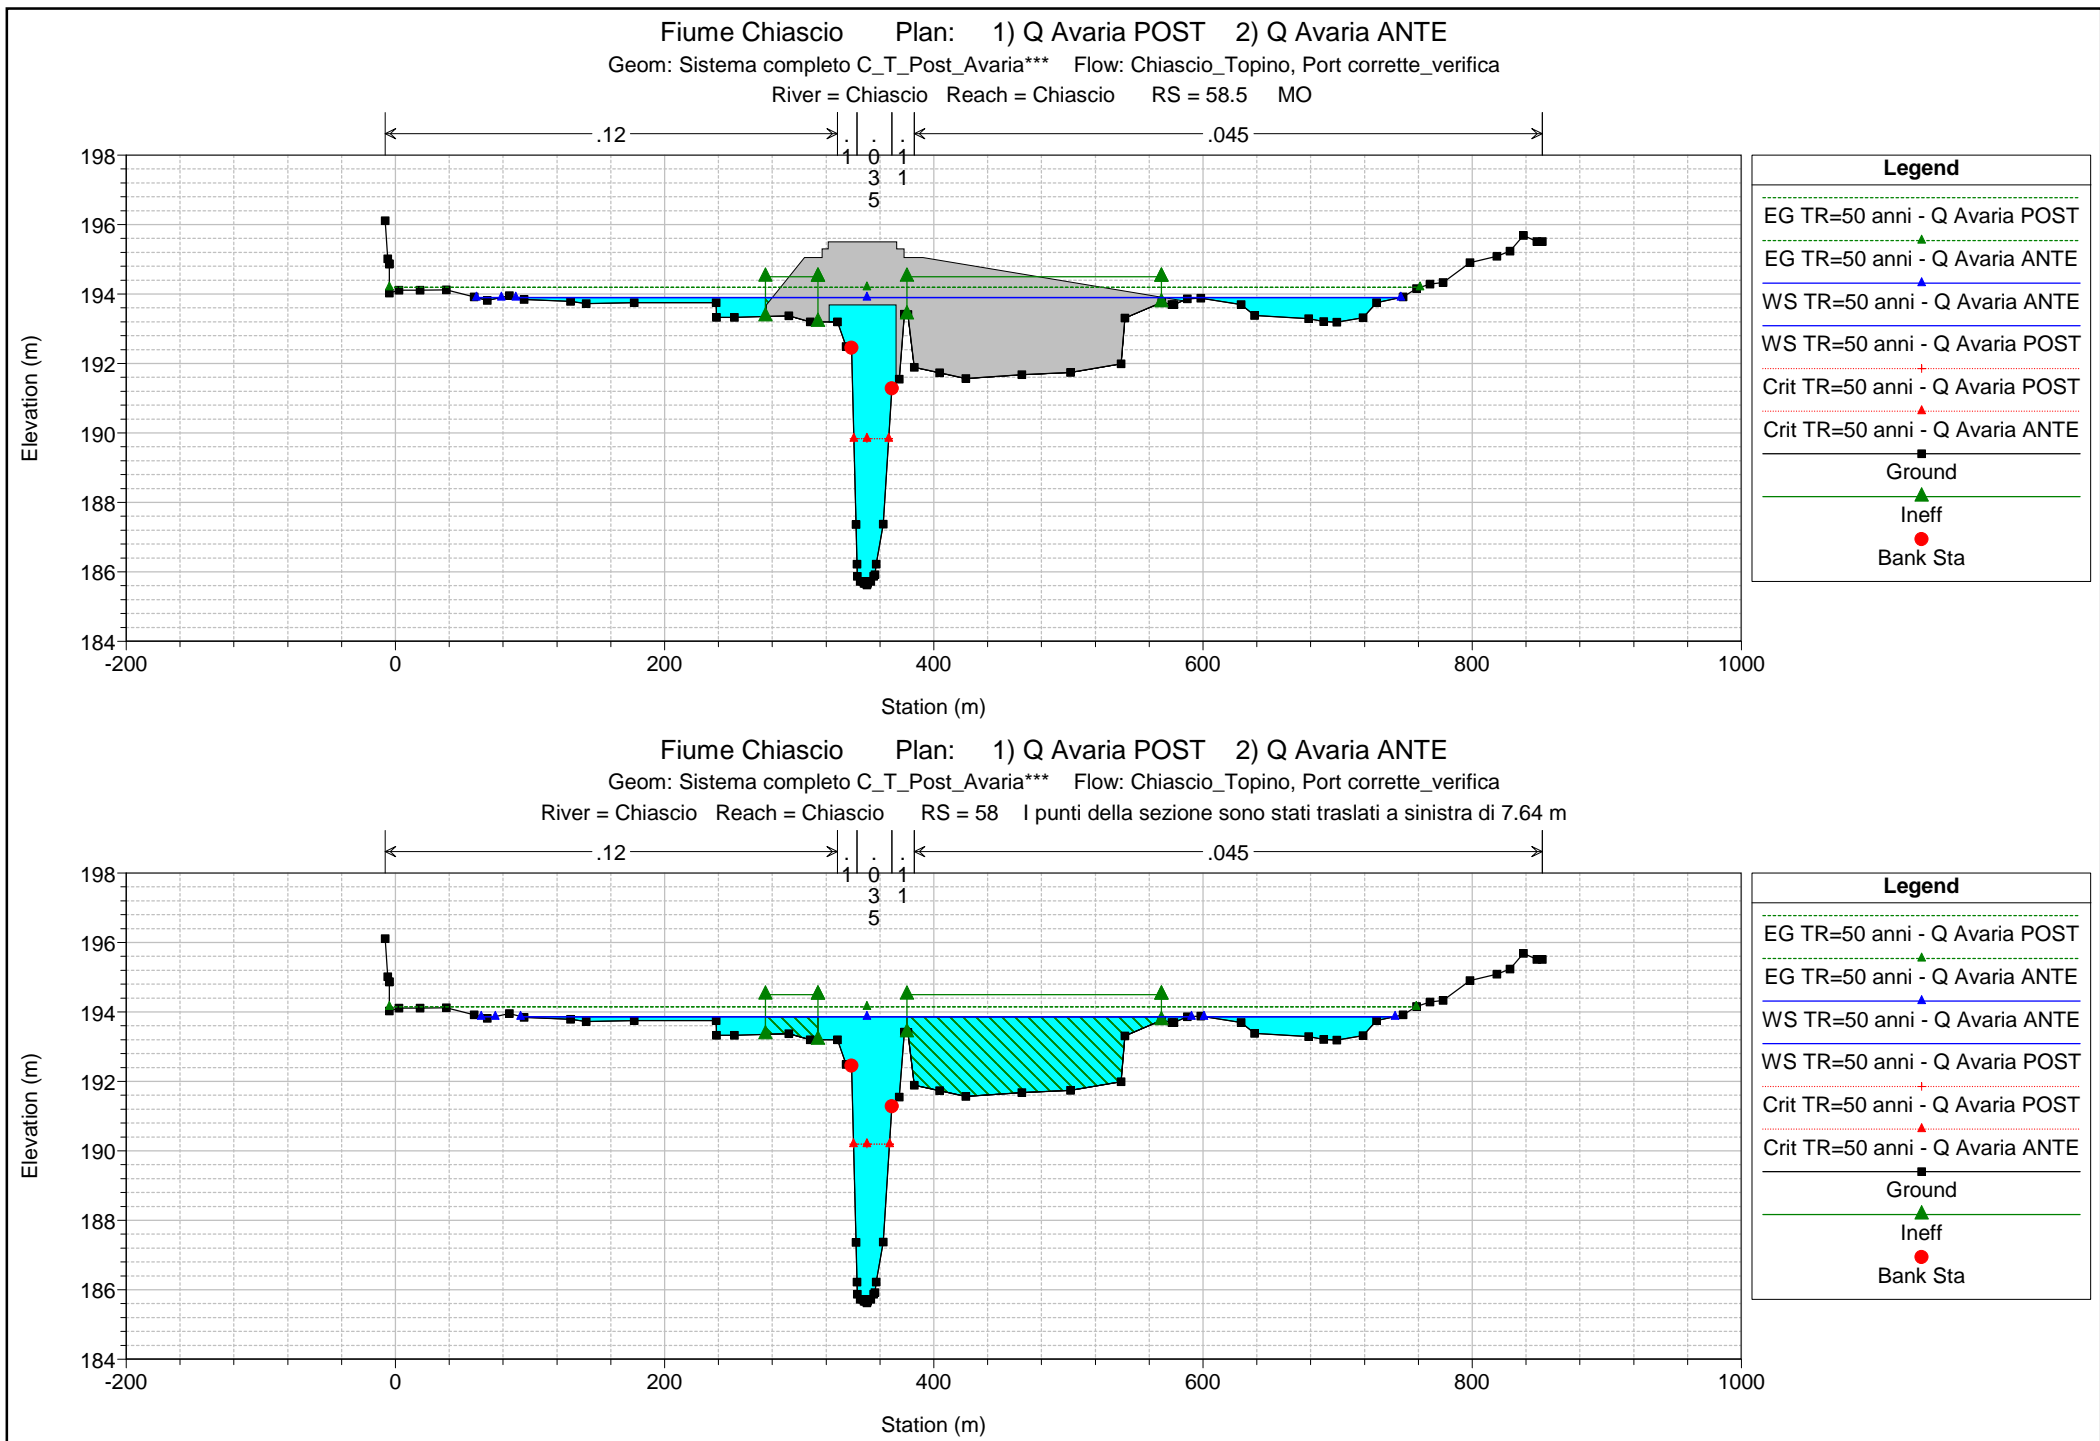 Fiume Chiascio Plan: 1) Q Avaria POST 2) Q Avaria ANTE
Geom: Sistema completo C_T_Post_Avaria*** Flow: Chiascio_Topino, Port corrette_verifica
River = Chiascio Reach = Chiascio RS = 58.5 MO
.12
.1
.035
.11
.045
198
196
194
192
190
188
186
184
-200
0
200
400
600
800
1000
Elevation (m)
Station (m)
Legend
EG TR=50 anni - Q Avaria POST
EG TR=50 anni - Q Avaria ANTE
WS TR=50 anni - Q Avaria ANTE
WS TR=50 anni - Q Avaria POST
Crit TR=50 anni - Q Avaria POST
Crit TR=50 anni - Q Avaria ANTE
Ground
Ineff
Bank Sta
Fiume Chiascio Plan: 1) Q Avaria POST 2) Q Avaria ANTE
Geom: Sistema completo C_T_Post_Avaria*** Flow: Chiascio_Topino, Port corrette_verifica
River = Chiascio Reach = Chiascio RS = 58 I punti della sezione sono stati traslati a sinistra di 7.64 m
.12
.1
.035
.11
.045
198
196
194
192
190
188
186
184
-200
0
200
400
600
800
1000
Elevation (m)
Station (m)
Legend
EG TR=50 anni - Q Avaria POST
EG TR=50 anni - Q Avaria ANTE
WS TR=50 anni - Q Avaria ANTE
WS TR=50 anni - Q Avaria POST
Crit TR=50 anni - Q Avaria POST
Crit TR=50 anni - Q Avaria ANTE
Ground
Ineff
Bank Sta